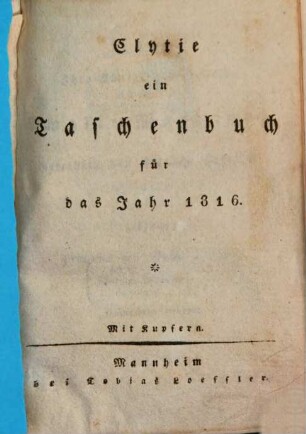 Clytie
ein
Taschenbuch
für
das Jahr 1816.
Mit Kupfern.
Mannheim
bei Tobias Loeffler.